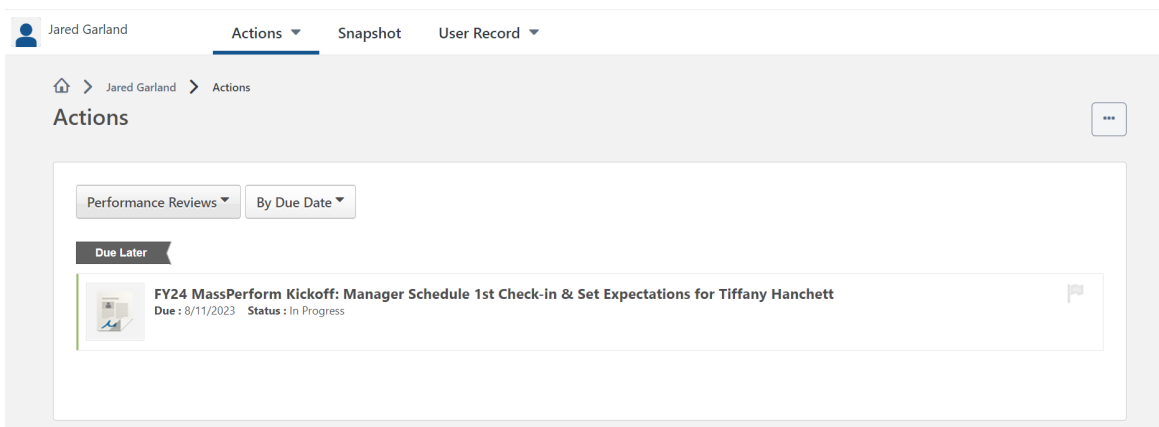 Jared Garland
Actions
Snapshot
User Record
Jared Garland
Actions
Actions
Performance Reviews
By Due Date
Due Later
FY24 MassPerform Kickoff: Manager Schedule 1st Check-in & Set Expectations for Tiffany Hanchett
Due : 8/11/2023 Status : In Progress